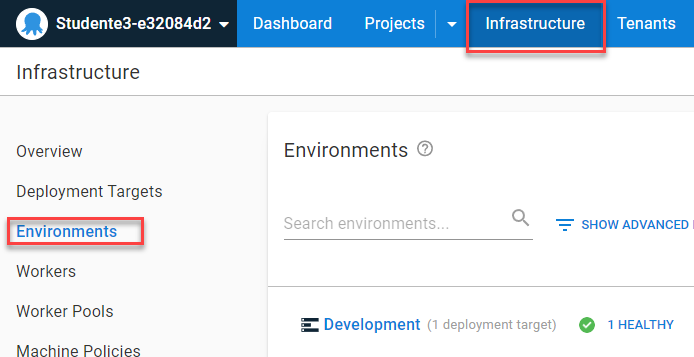 Studente3-e32084d2 Dashboard Projects Infrastructure Tenants
Infrastructure
Overview
Deployment Targets
Environments
Workers
Worker Pools
Machine Policies
Environments
Search environments...
SHOW ADVANCED
Development (1 deployment target) 1 HEALTHY